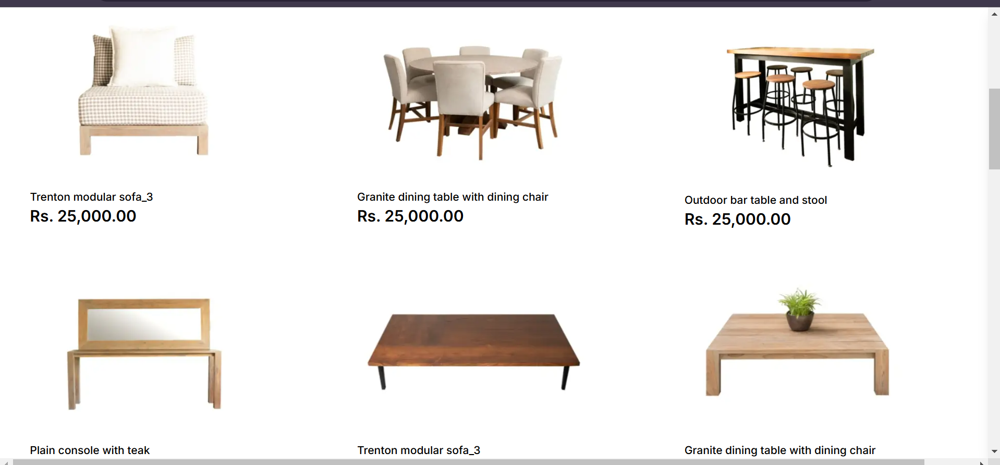 Trenton modular sofa_3
Rs. 25,000.00
Granite dining table with dining chair
Rs. 25,000.00
Outdoor bar table and stool
Rs. 25,000.00
Plain console with teak
Trenton modular sofa_3
Granite dining table with dining chair